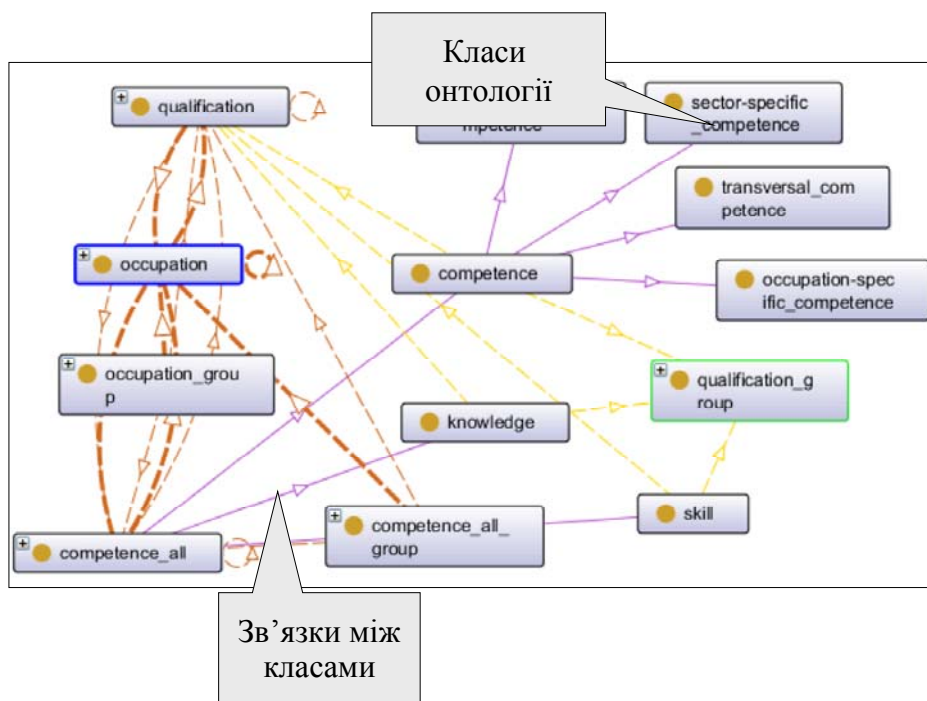 Класи
онтології
qualification
mpetence
sector-specific
_competence
transversal_com
petence
occupation
competence
occupation-spec
ific_competence
occupation_grou
p
qualification_g
roup
knowledge
competence_all_
group
skill
competence_all
Зв’язки між
класами